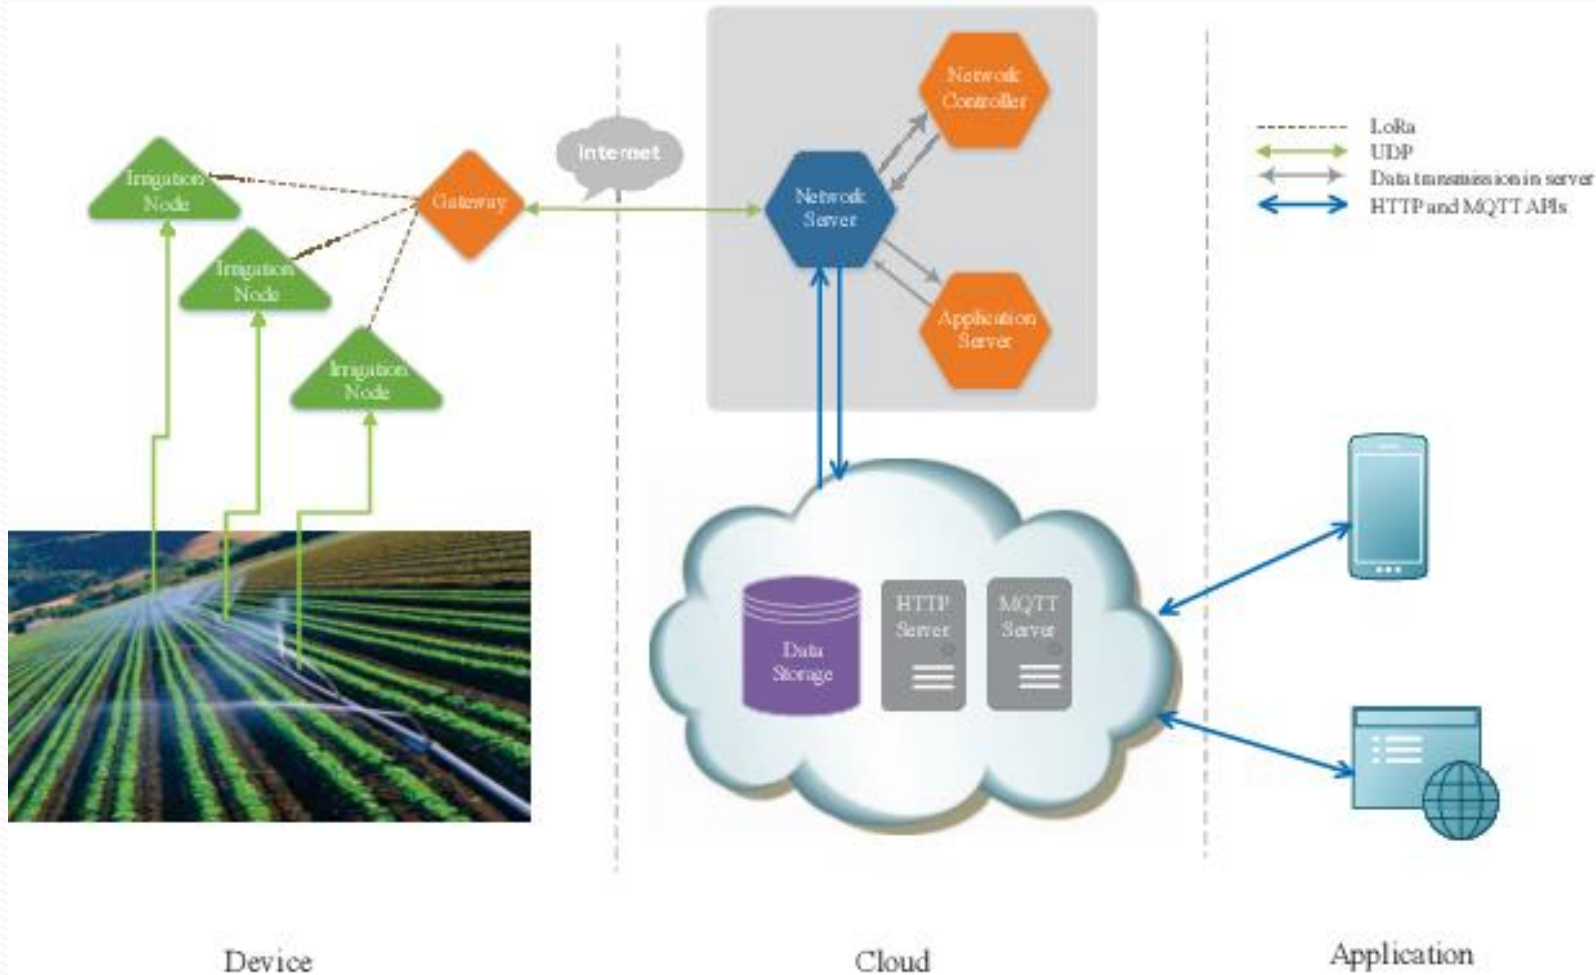 Network
Controller
Internet
Irrigation
Node
Gateway
Network
Server
Irrigation
Node
Application
Server
Irrigation
Node
LoRa
UDP
Data transmission in server
HTTP and MQTT APIs
Data
Storage
HTTP
Server
MQTT
Server
Device
Cloud
Application